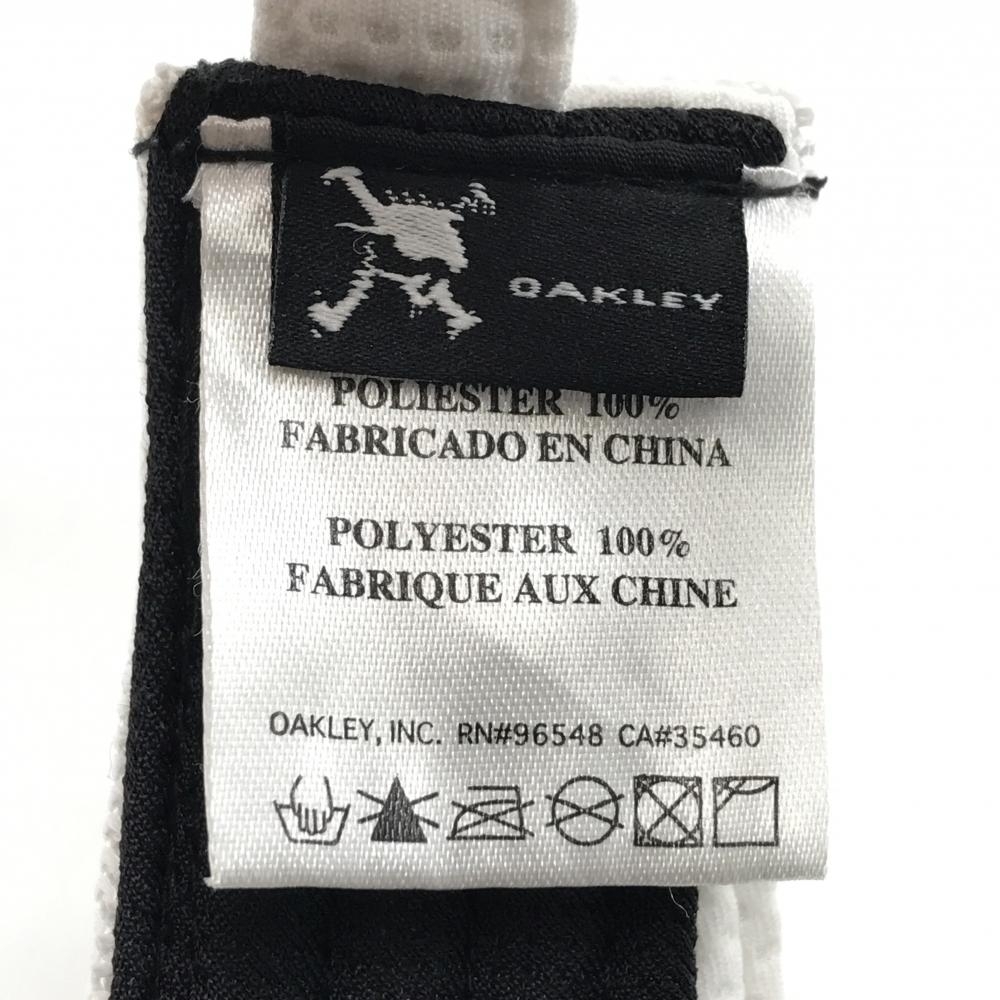 OAKLEY
POLIESTER 100%
FABRICADO EN CHINA
POLYESTER 100%
FABRIQUE AUX CHINE
OAKLEY, INC. RN#96548 CA#35460